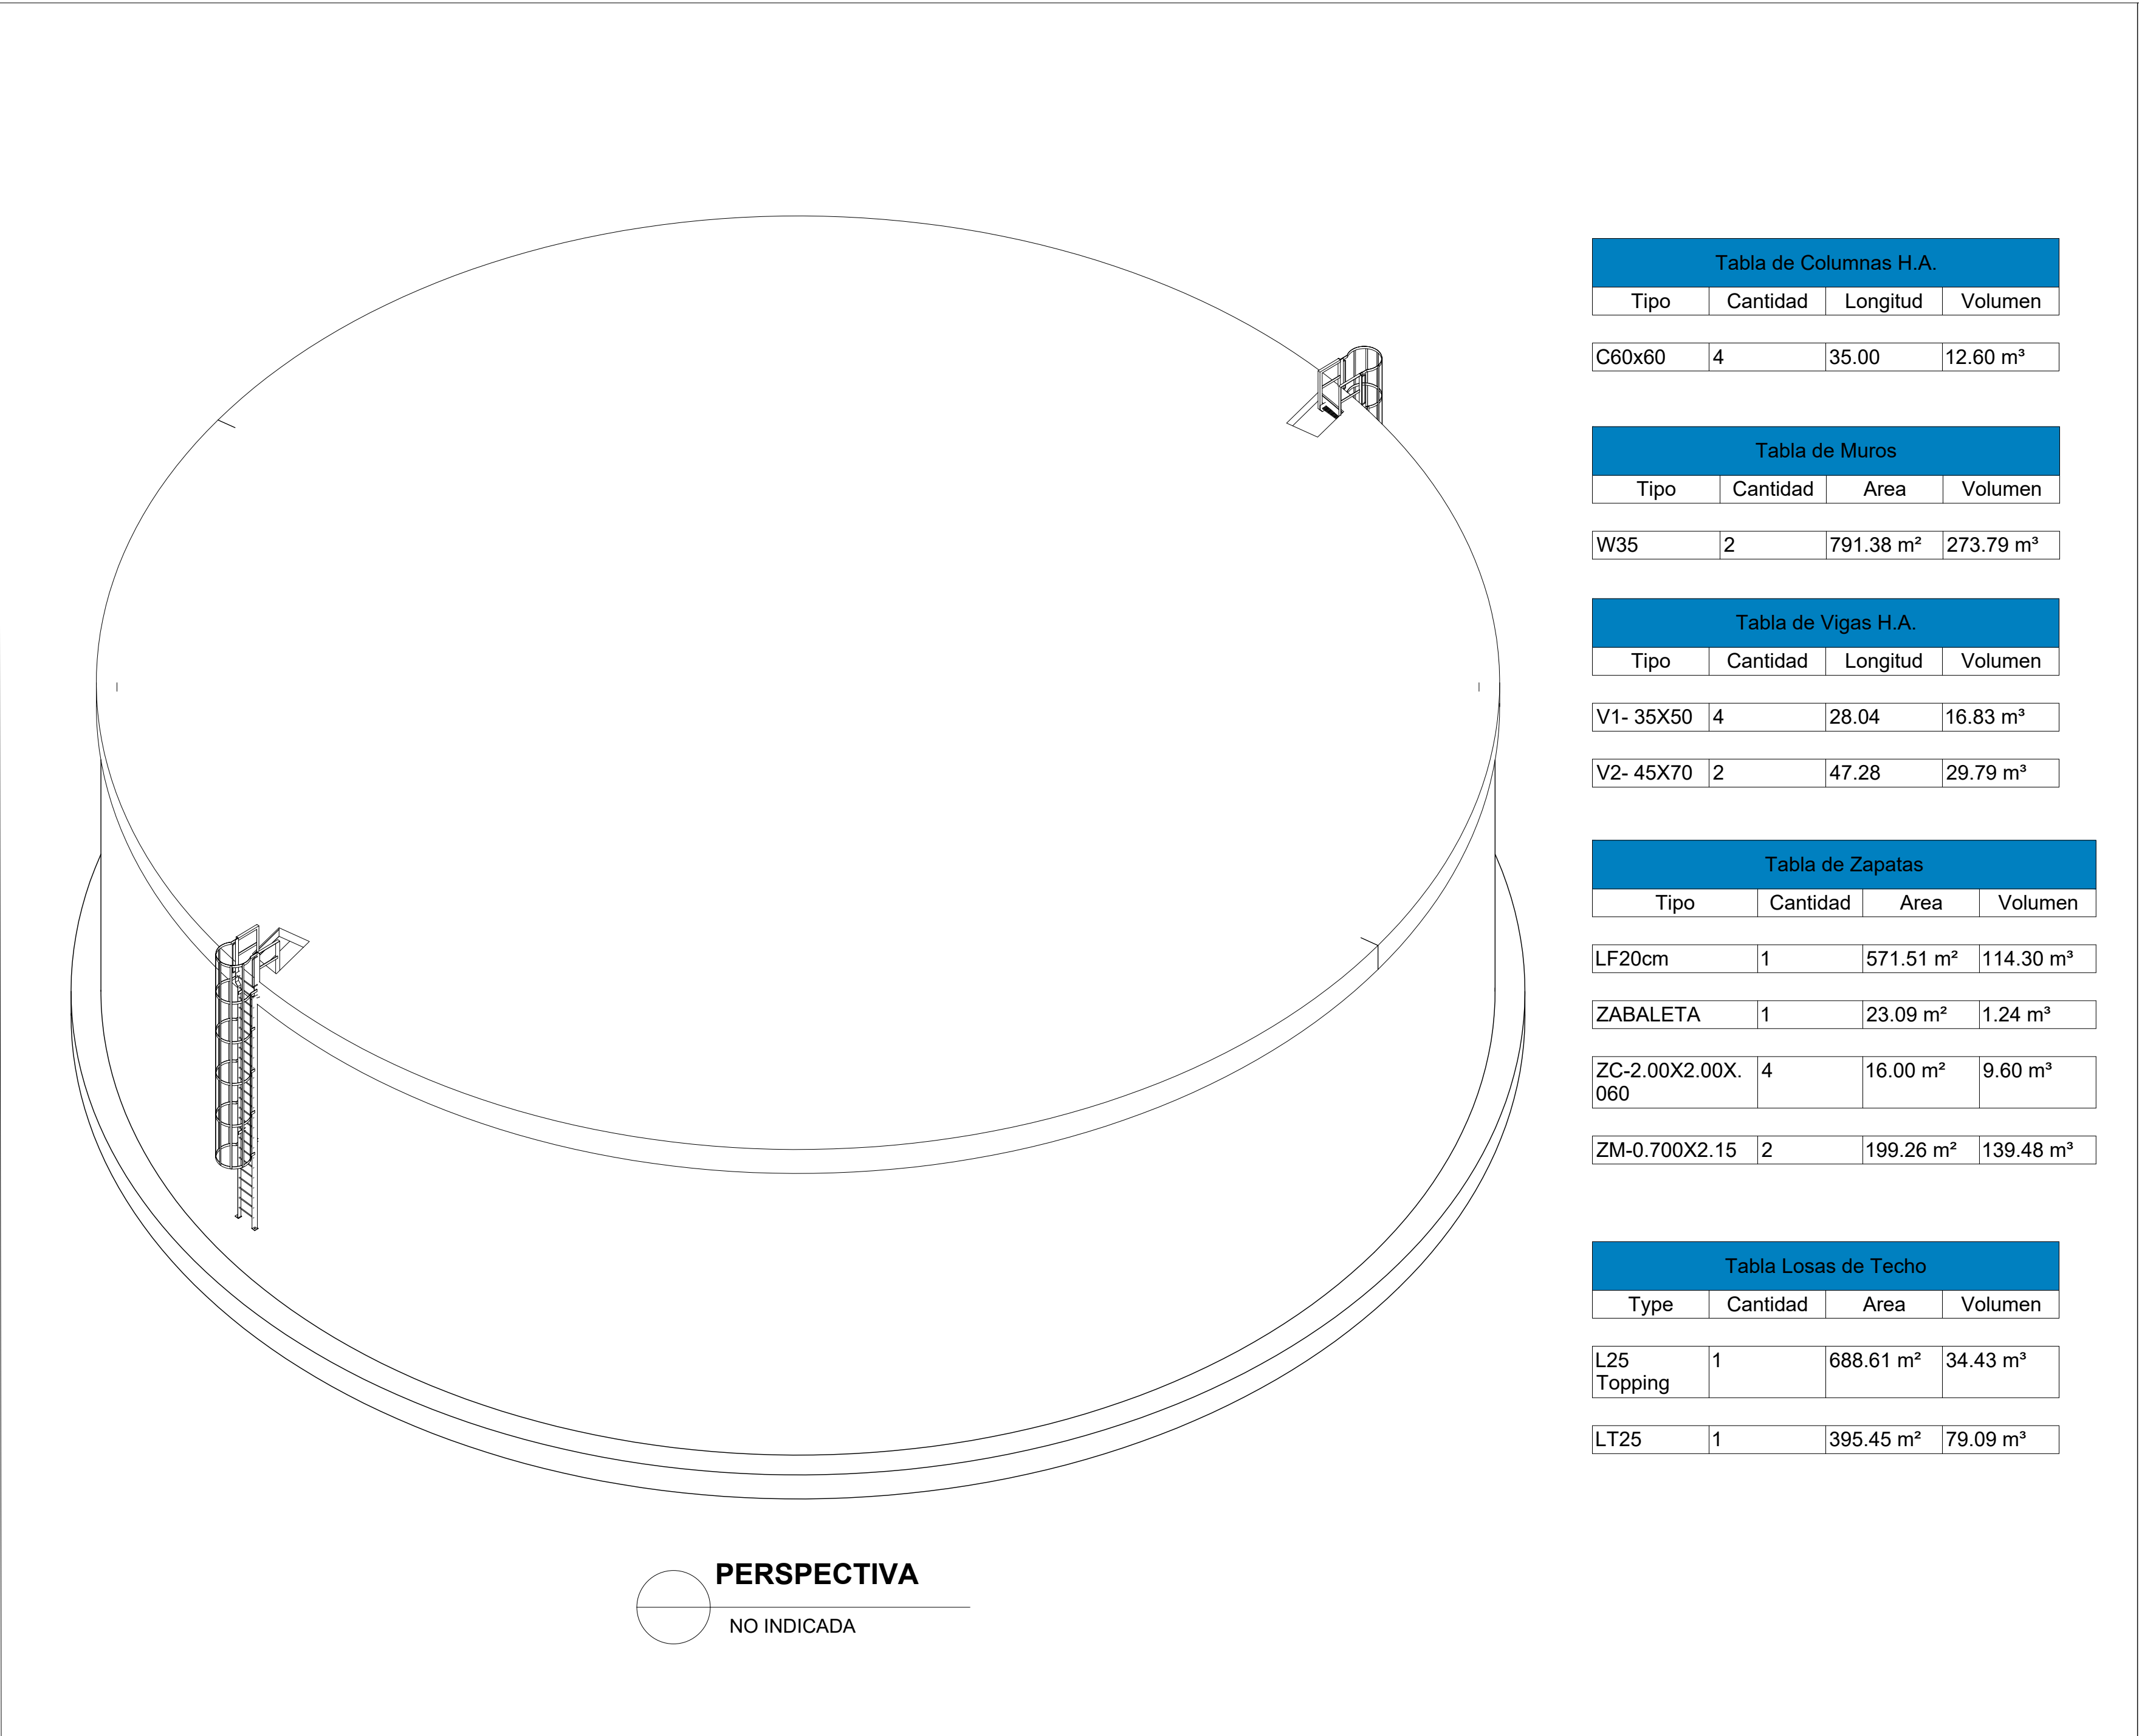 Tabla de Columnas H.A.
Tipo Cantidad Longitud Volumen
C60x60 4 35.00 12.60 m³
Tabla de Muros
Tipo Cantidad Area Volumen
W35 2 791.38 m² 273.79 m³
Tabla de Vigas H.A.
Tipo Cantidad Longitud Volumen
V1- 35X50 4 28.04 16.83 m³
V2- 45X70 2 47.28 29.79 m³
Tabla de Zapatas
Tipo Cantidad Area Volumen
LF20cm 1 571.51 m² 114.30 m³
ZABALETA 1 23.09 m² 1.24 m³
ZC-2.00X2.00X. 4 16.00 m² 9.60 m³
060
ZM-0.700X2.15 2 199.26 m² 139.48 m³
Tabla Losas de Techo
Type Cantidad Area Volumen
L25 1 688.61 m² 34.43 m³
Topping
LT25 1 395.45 m² 79.09 m³
PERSPECTIVA
NO INDICADA